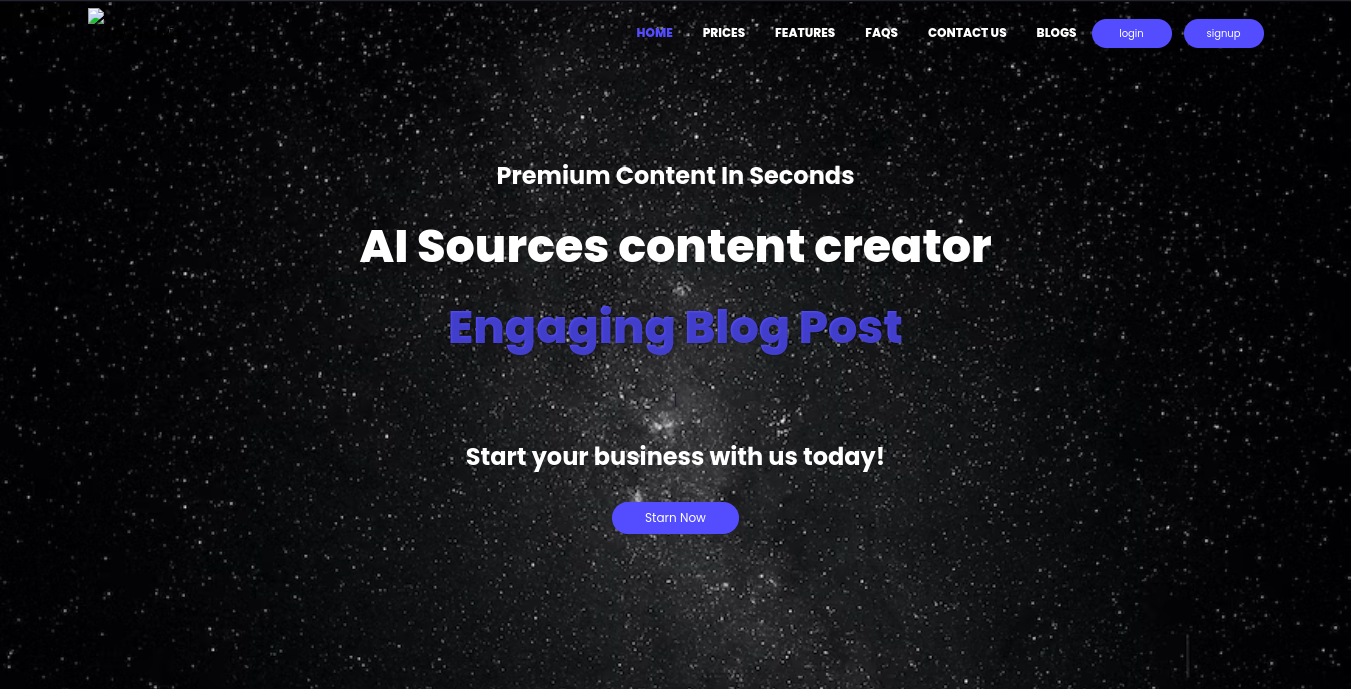 HOME PRICES FEATURES FAQS CONTACT US BLOGS login signup
Premium Content In Seconds
AI Sources content creator
Engaging Blog Post
Start your business with us today!
Starn Now